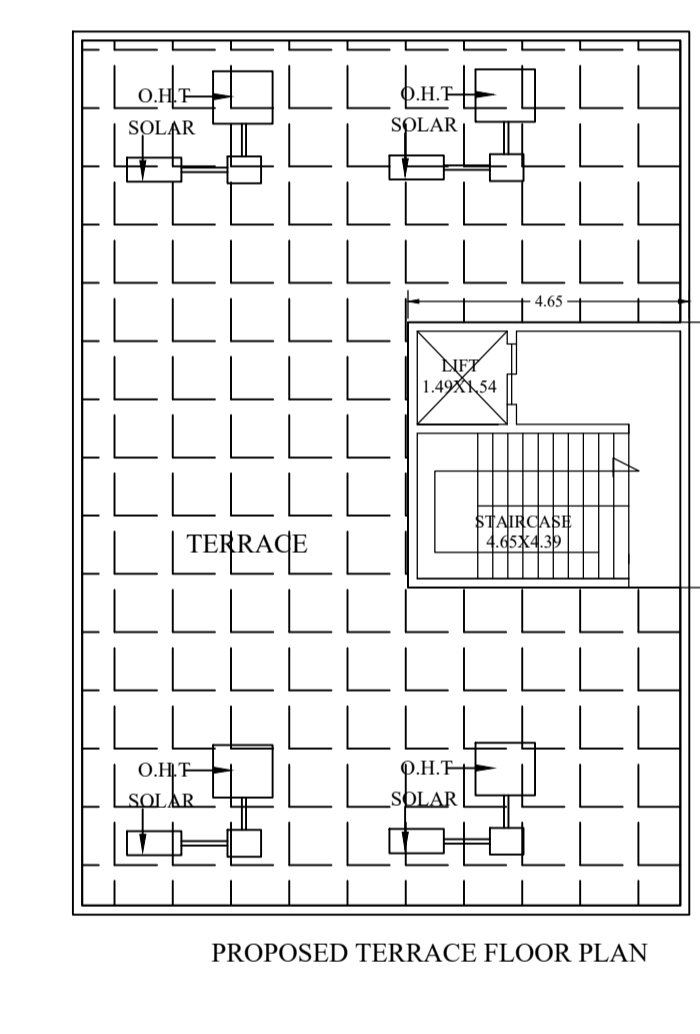 O.H.T
SOLAR
O.H.T
SOLAR
4.65
LIFT
1.49X1.54
STAIRCASE
4.65X4.39
TERRACE
O.H.T
SOLAR
O.H.T
SOLAR
PROPOSED TERRACE FLOOR PLAN